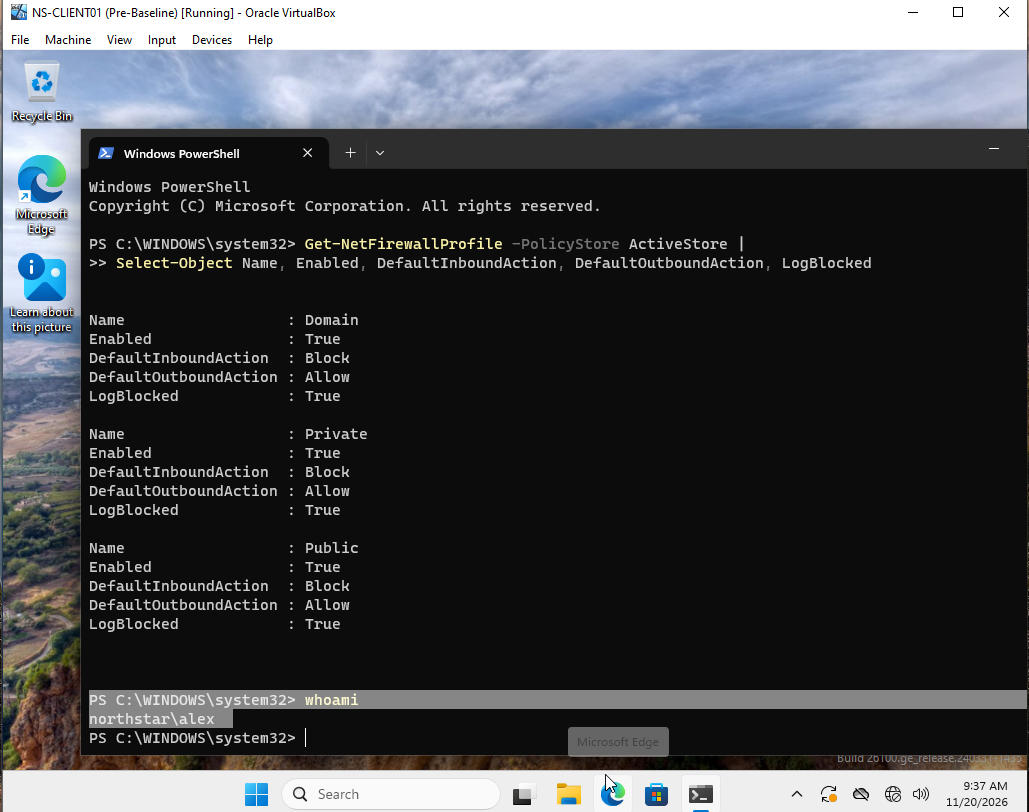 NS-CLIENT01 (Pre-Baseline) [Running] - Oracle VirtualBox
File Machine View Input Devices Help
Recycle Bin
Microsoft
Edge
Learn about
this picture
Windows PowerShell
Windows PowerShell
Copyright (C) Microsoft Corporation. All rights reserved.
PS C:\WINDOWS\system32> Get-NetFirewallProfile -PolicyStore ActiveStore |
>> Select-Object Name, Enabled, DefaultInboundAction, DefaultOutboundAction, LogBlocked
Name : Domain
Enabled : True
DefaultInboundAction : Block
DefaultOutboundAction : Allow
LogBlocked : True
Name : Private
Enabled : True
DefaultInboundAction : Block
DefaultOutboundAction : Allow
LogBlocked : True
Name : Public
Enabled : True
DefaultInboundAction : Block
DefaultOutboundAction : Allow
LogBlocked : True
PS C:\WINDOWS\system32> whoami
northstar\alex
PS C:\WINDOWS\system32>
Microsoft Edge
Build
Search
9:37 AM
11/20/2026